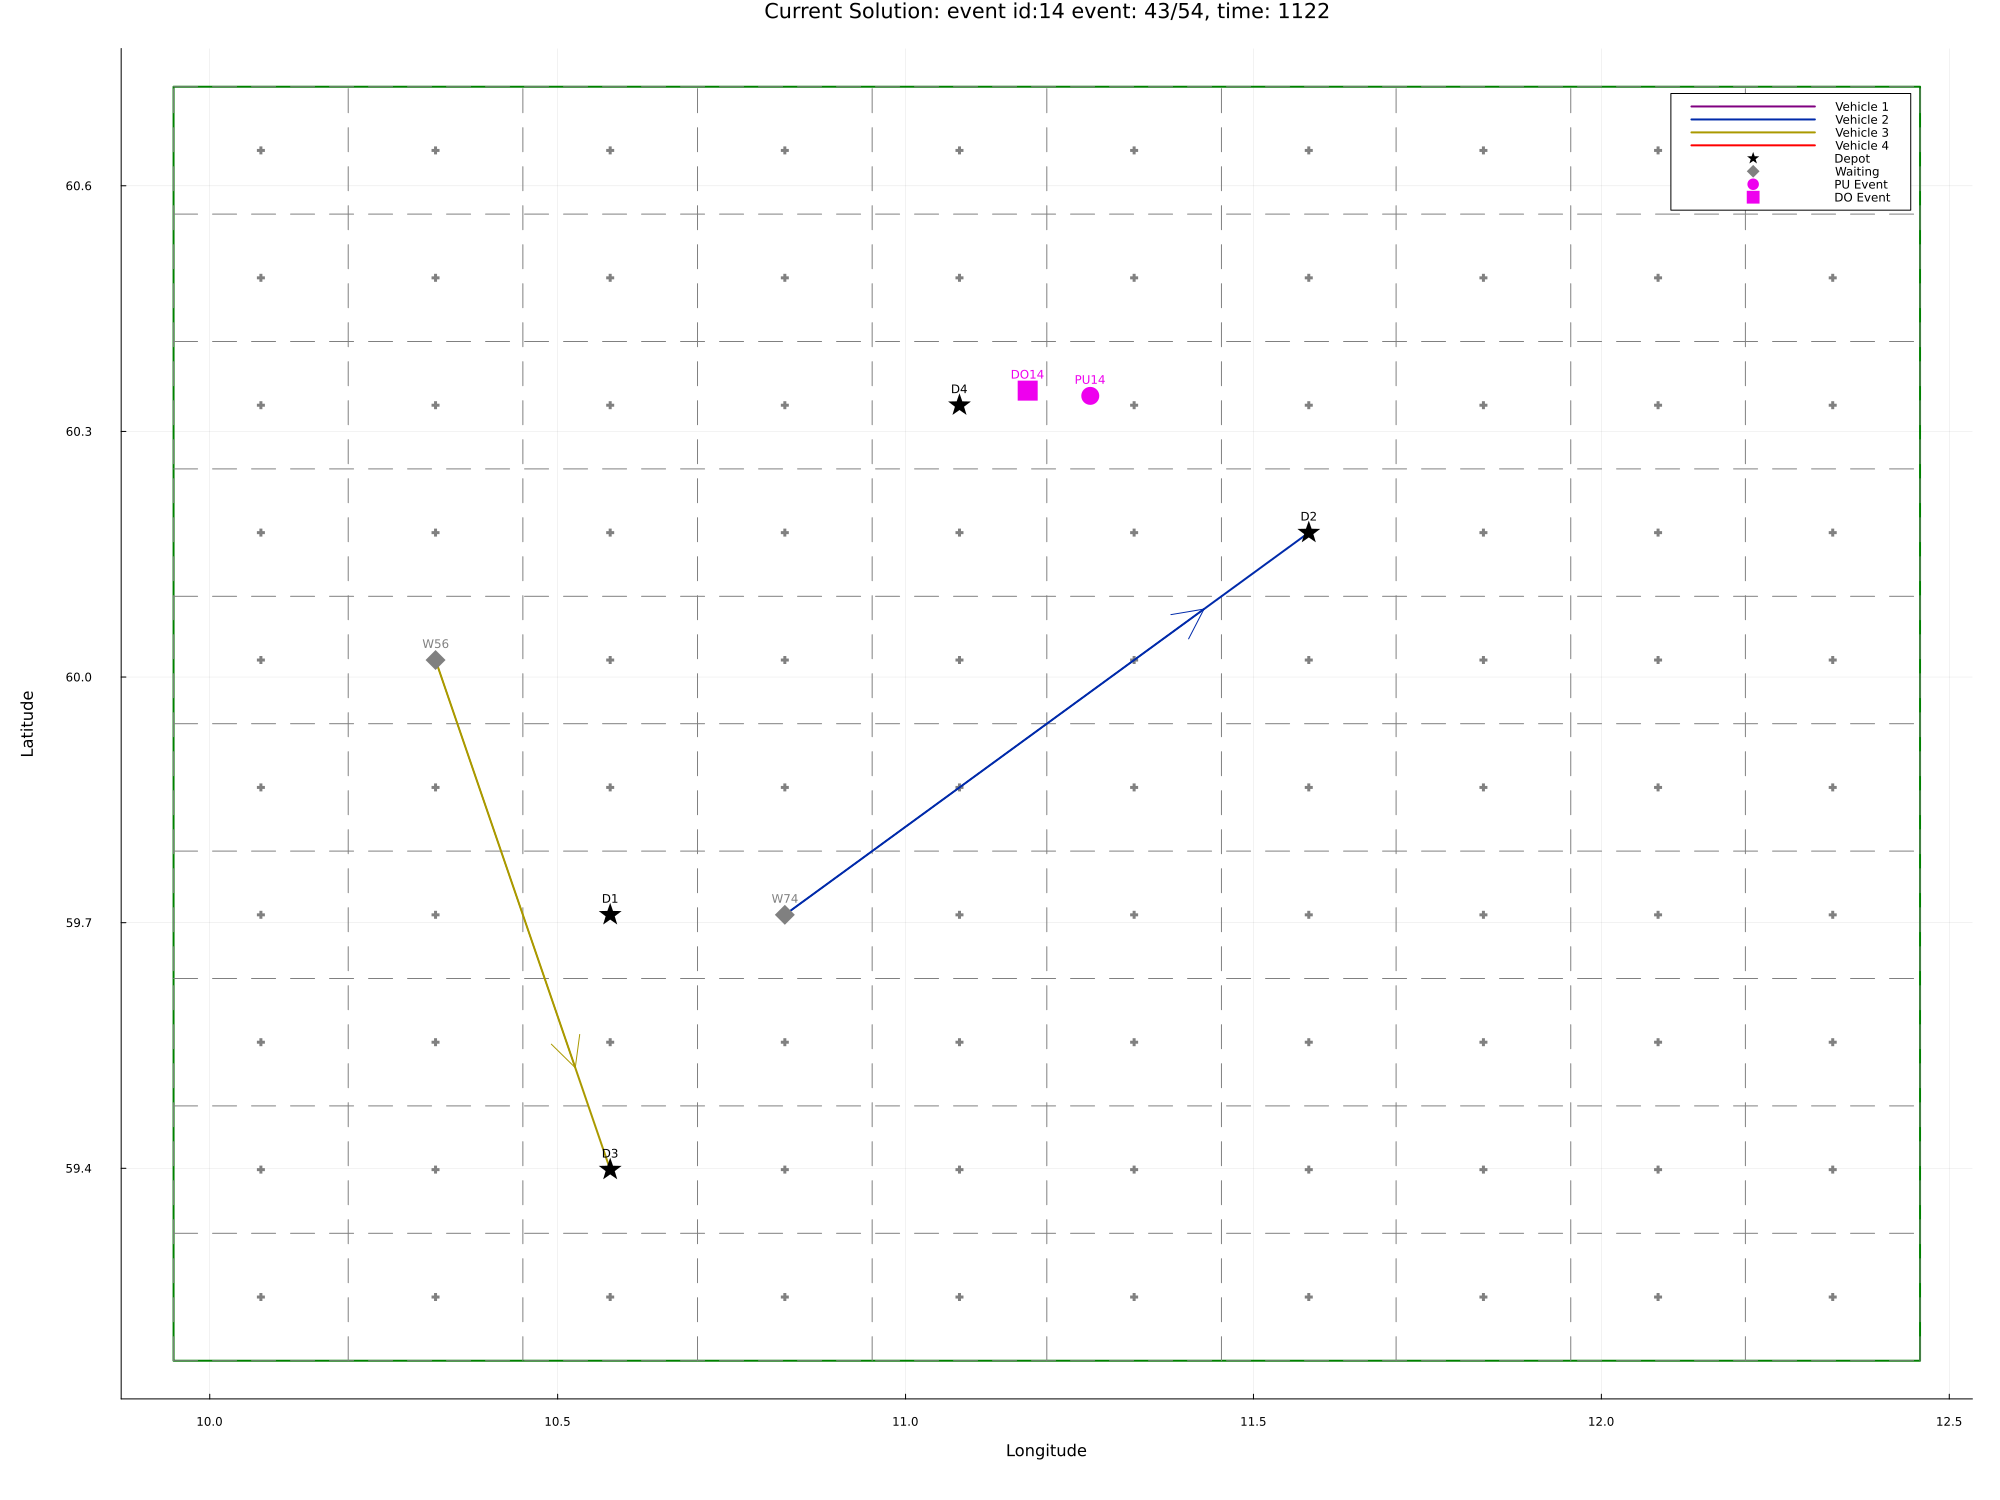 Current Solution: event id:14 event: 43/54, time: 1122
Vehicle 1
Vehicle 2
Vehicle 3
Vehicle 4
Depot
Waiting
PU Event
DO Event
60.6
60.3
60.0
59.7
59.4
Latitude
D4
DO14
PU14
D2
W56
D1
W74
D3
10.0
10.5
11.0
11.5
12.0
12.5
Longitude